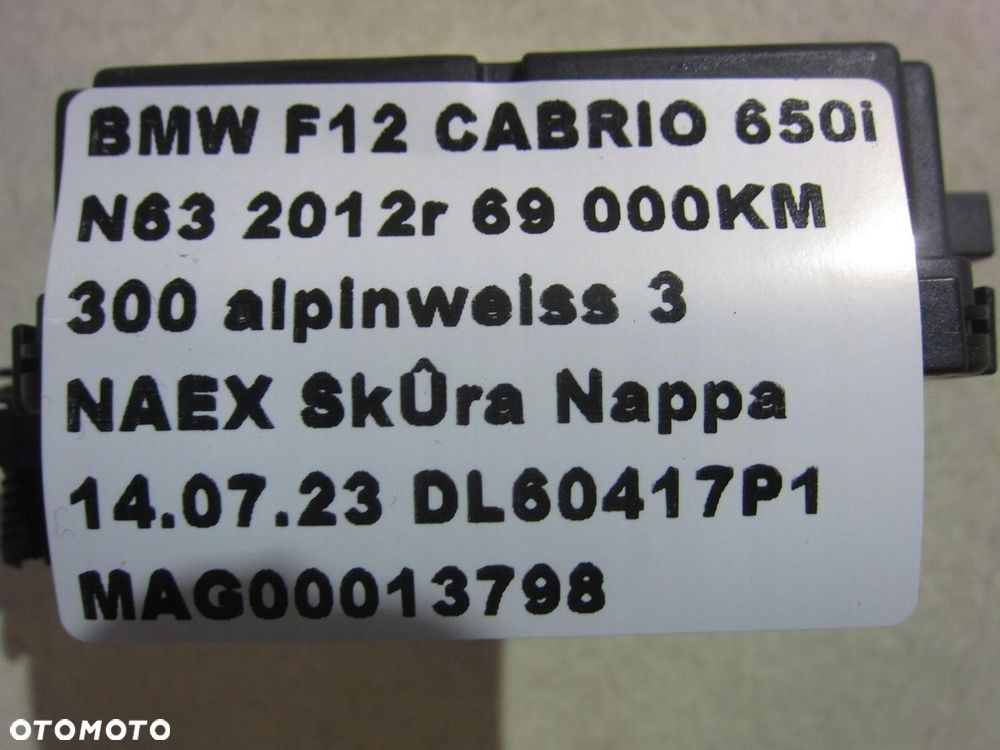 BMW F12 CABRIO 650i
N63 2012r 69 000KM
300 alpinweiss 3
NAEX SkÛra Nappa
14.07.23 DL60417P1
MAG00013798
OTOMOTO